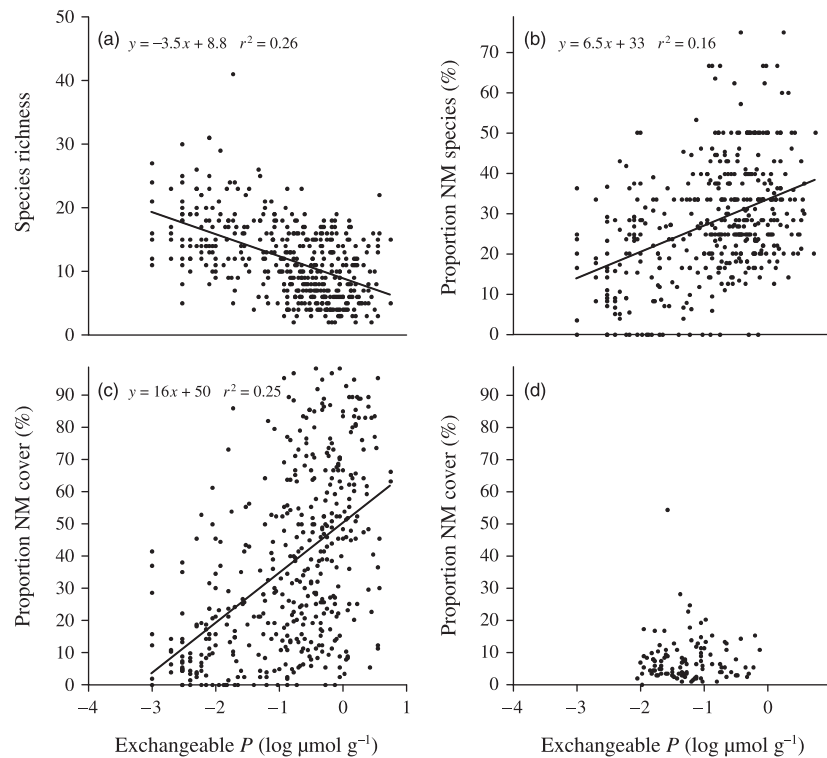 (a) y = −3.5x + 8.8 r² = 0.26
Species richness
50
40
30
20
10
0
(b) y = 6.5x + 33 r² = 0.16
Proportion NM species (%)
70
60
50
40
30
20
10
0
(c) y = 16x + 50 r² = 0.25
Proportion NM cover (%)
90
80
70
60
50
40
30
20
10
0
−4 −3 −2 −1 0 1
Exchangeable P (log μmol g⁻¹)
(d)
Proportion NM cover (%)
90
80
70
60
50
40
30
20
10
0
−4 −3 −2 −1 0
Exchangeable P (log μmol g⁻¹)